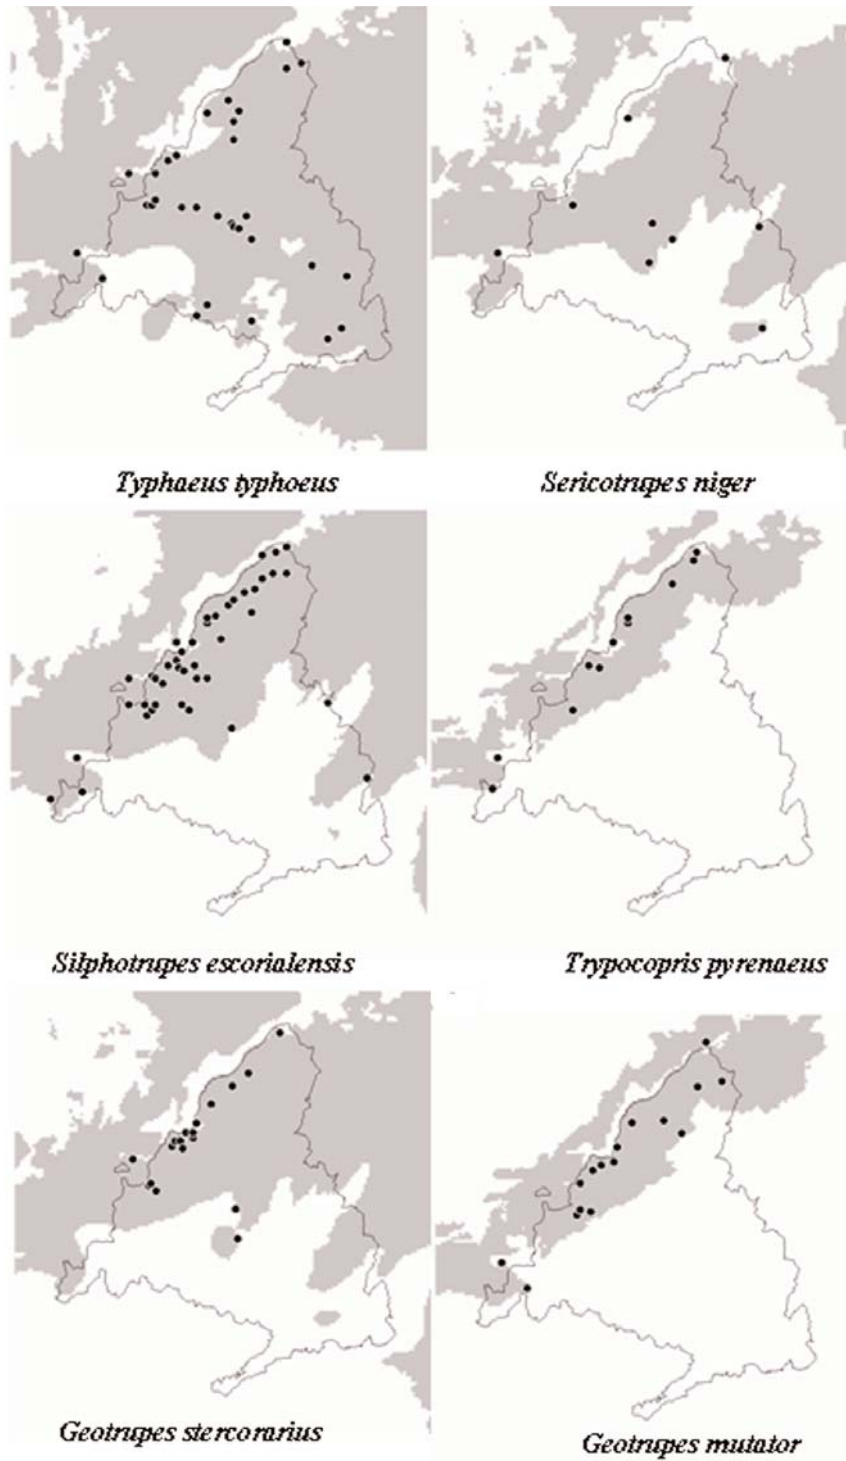 Typhaeus typhoeus
Sericotrupes niger
Silphotrupes escorialensis
Trypocopris pyrenaeus
Geotrupes stercorarius
Geotrupes mutator